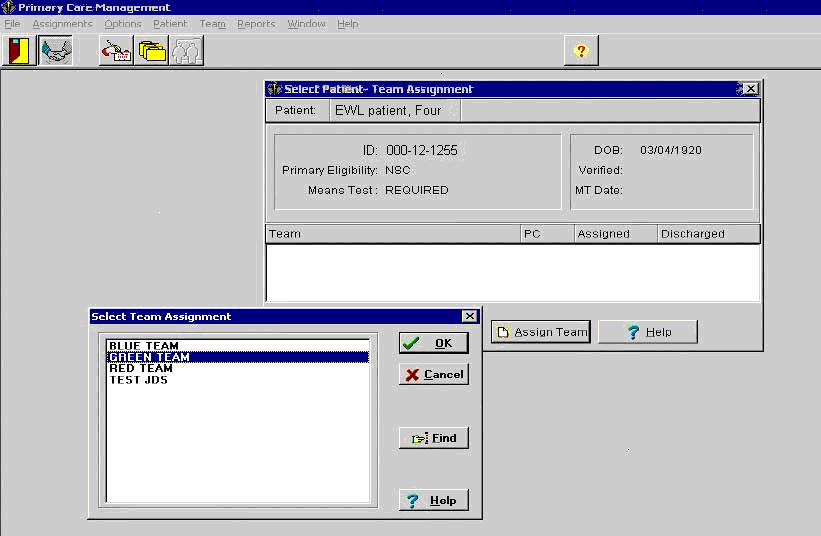 Primary Care Management
File Assignments Options Patient Team Reports Window Help
?
Select Patient - Team Assignment
Patient: EWL patient, Four
ID: 000-12-1255
Primary Eligibility: NSC
Means Test : REQUIRED
DOB: 03/04/1920
Verified:
MT Date:
Team PC Assigned Discharged
Assign Team ? Help
Select Team Assignment
BLUE TEAM
GREEN TEAM
RED TEAM
TEST JDS
OK
Cancel
Find
? Help